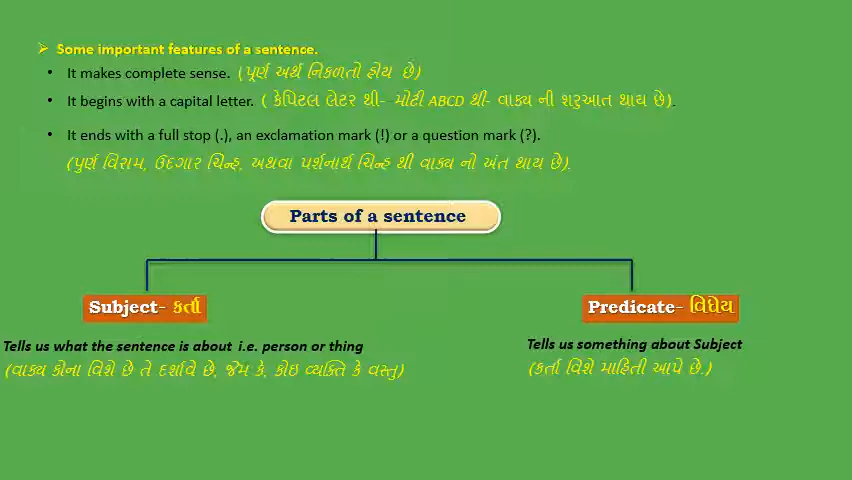 Some important features of a sentence.
It makes complete sense. (પૂર્ણ અર્થ નિકળતો હોય છે)
It begins with a capital letter. ( કેપિટલ લેટર થી- મોટી ABCD થી- વાક્ય ની શરુઆત થાય છે).
It ends with a full stop (.), an exclamation mark (!) or a question mark (?).
(પુર્ણ વિરામ, ઉદગાર ચિન્હ, અથવા પર્શનાર્થ ચિન્હ થી વાક્ય નો અંત થાય છે).
Parts of a sentence
Subject- કર્તા
Predicate- વિધેય
Tells us what the sentence is about i.e. person or thing
(વાક્ય કોના વિશે છે તે દર્શાવે છે, જેમ કે, કોઇ વ્યક્તિ કે વસ્તુ)
Tells us something about Subject
(કર્તા વિશે માહિતી આપે છે.)